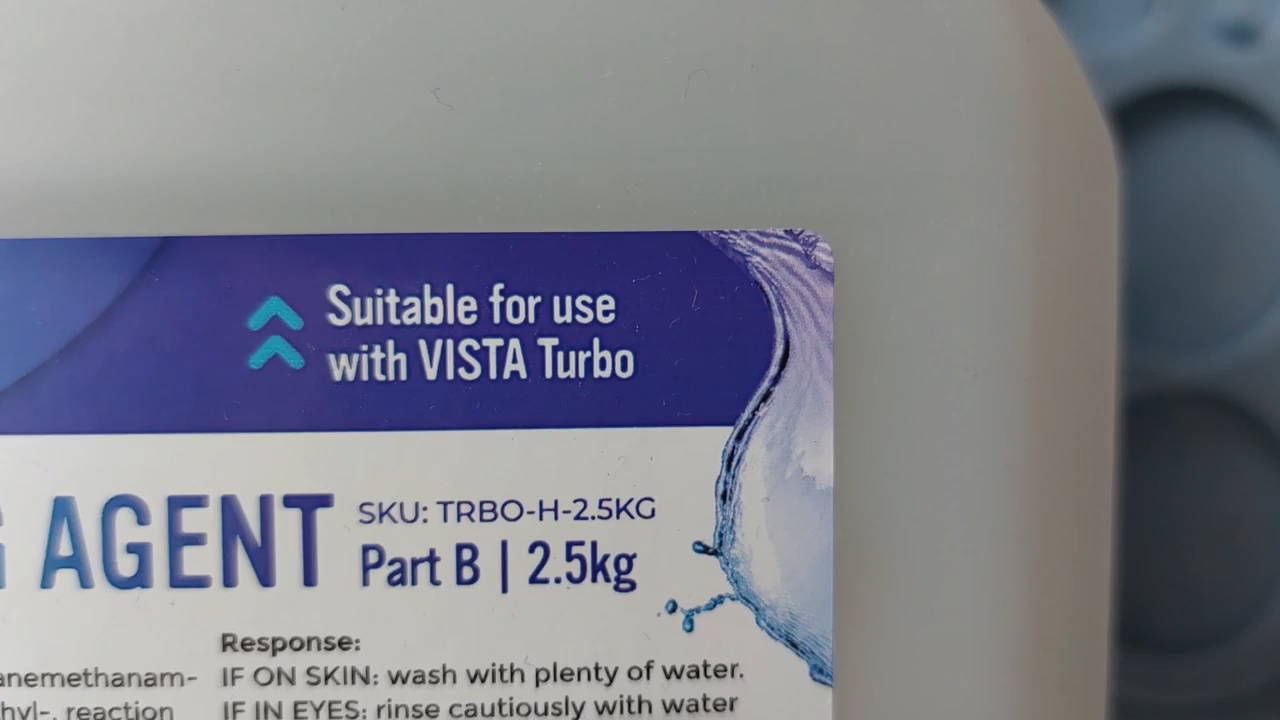 Suitable for use
with VISTA Turbo
AGENT
SKU: TRBO-H-2.5KG
Part B | 2.5kg
Response:
anemethanam-
IF ON SKIN: wash with plenty of water.
hyl-, reaction
IF IN EYES: rinse cautiously with water